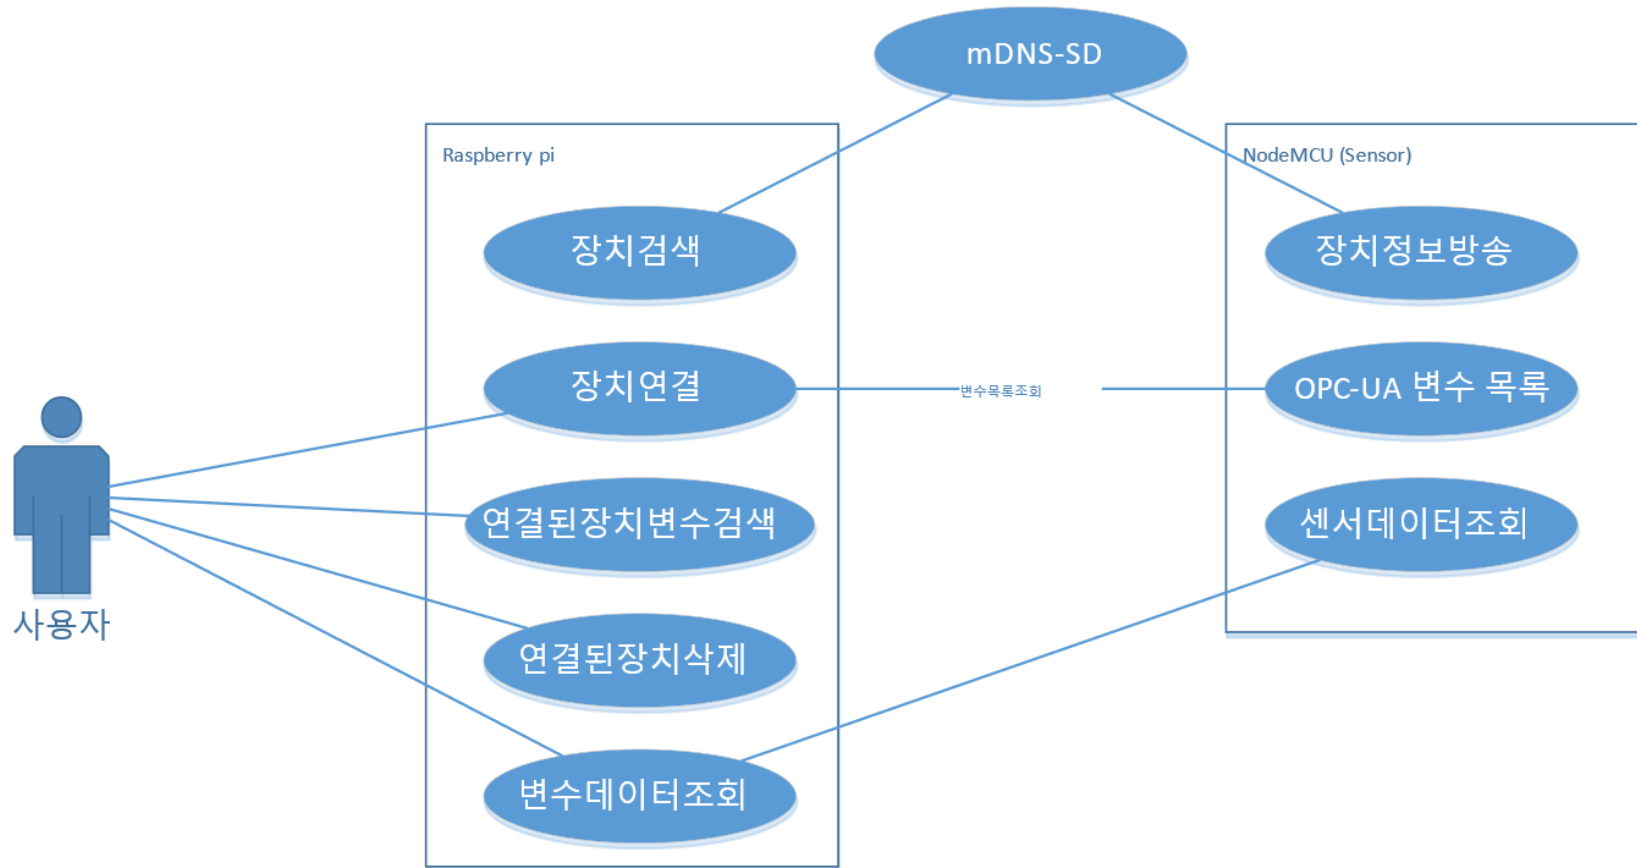 mDNS-SD
Raspberry pi
NodeMCU (Sensor)
장치검색
장치정보방송
장치연결
변수목록조회
OPC-UA 변수 목록
연결된장치변수검색
센서데이터조회
사용자
연결된장치삭제
변수데이터조회